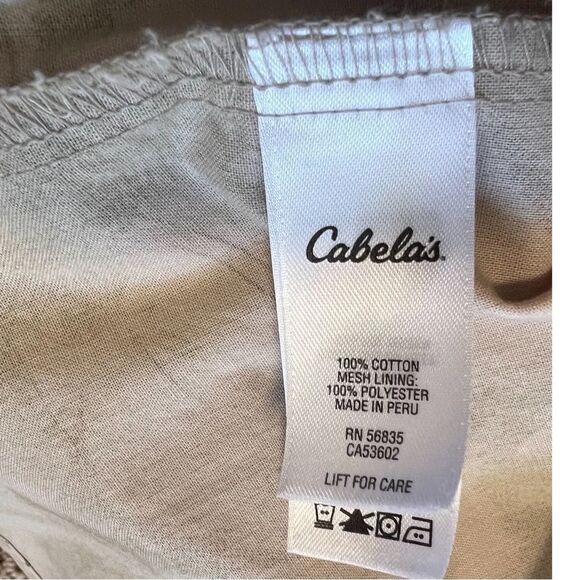 Cabela's
100% COTTON
MESH LINING:
100% POLYESTER
MADE IN PERU
RN 56835
CA53602
LIFT FOR CARE